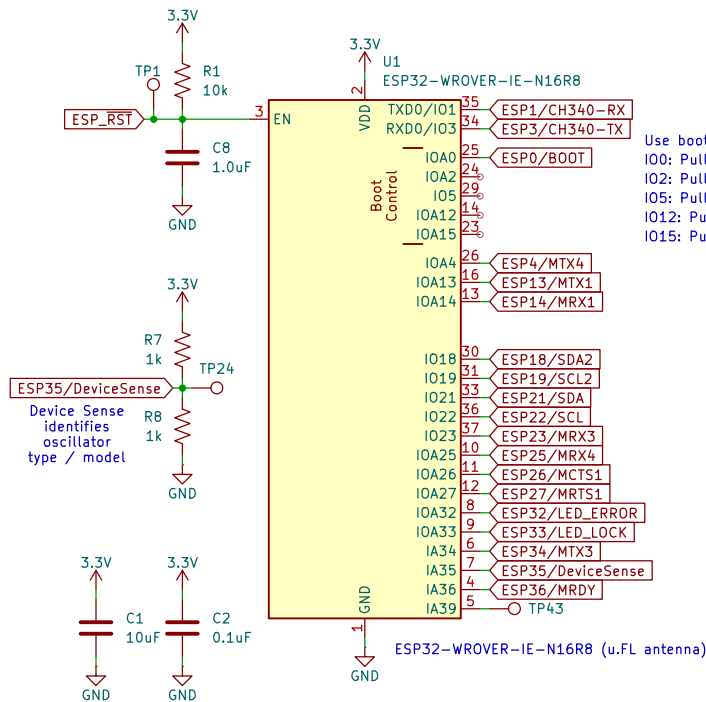 3.3V
R1
10k
TP1
ESP_RST
C8
1.0uF
GND
3.3V
U1
ESP32-WROVER-IE-N16R8
2
VDD
3
EN
TXD0/IO1 35 ESP1/CH340-RX
RXD0/IO3 34 ESP3/CH340-TX
Boot
Control
IOA0 25 ESP0/BOOT
IOA2 24
IO5 29
IOA12 14
IOA15 23
IOA4 26 ESP4/MTX4
IOA13 16 ESP13/MTX1
IOA14 13 ESP14/MRX1
IO18 30 ESP18/SDA2
IO19 31 ESP19/SCL2
IO21 33 ESP21/SDA
IO22 36 ESP22/SCL
IO23 37 ESP23/MRX3
IOA25 10 ESP25/MRX4
IOA26 11 ESP26/MCTS1
IOA27 12 ESP27/MRTS1
IOA32 8 ESP32/LED_ERROR
IOA33 9 ESP33/LED_LOCK
IA34 6 ESP34/MTX3
IA35 7 ESP35/DeviceSense
IA36 4 ESP36/MRDY
IA39 5 TP43
GND
1
GND
ESP32-WROVER-IE-N16R8 (u.FL antenna)
Use boot
IO0: Pull
IO2: Pull
IO5: Pull
IO12: Pu
IO15: Pu
3.3V
R7
1k
TP24
ESP35/DeviceSense
R8
1k
GND
Device Sense
identifies
oscillator
type / model
3.3V
C1
10uF
GND
3.3V
C2
0.1uF
GND